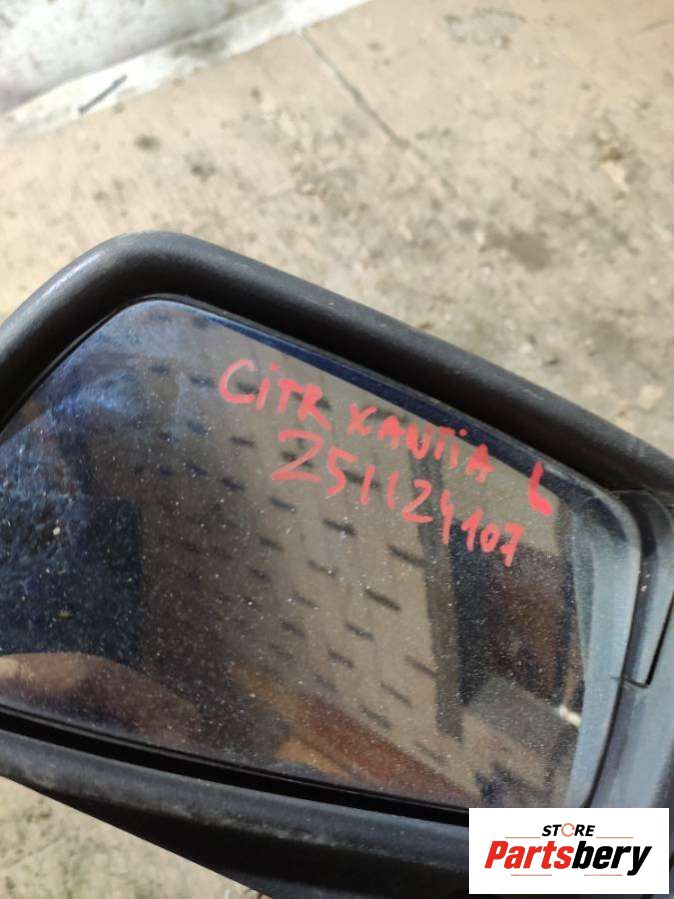 CiTR XANTiA L
251124107
STORE
Partsbery